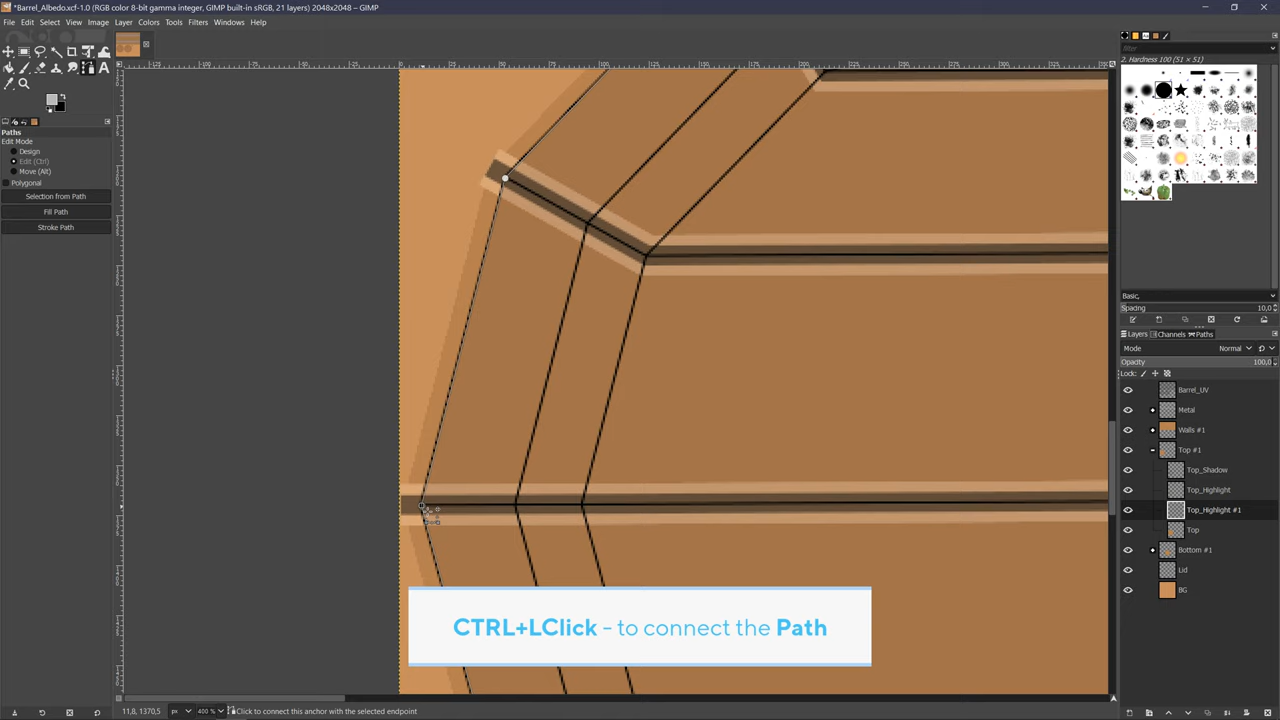 *Barrel_Albedo.xcf-1.0 (RGB color 8-bit gamma integer, GIMP built-in sRGB, 21 layers) 2048x2048 – GIMP
File Edit Select View Image Layer Colors Tools Filters Windows Help
Paths
Edit Mode
Design
Edit (Ctrl)
Move (Alt)
Polygonal
Selection from Path
Fill Path
Stroke Path
filter
2. Hardness 100 (51 × 51)
Basic,
Spacing 10,0
Layers Channels Paths
Mode Normal
Opacity 100,0
Lock:
Barrel_UV
Metal
Walls #1
Top #1
Top_Shadow
Top_Highlight
Top_Highlight #1
Top
Bottom #1
Lid
BG
CTRL+LClick - to connect the Path
11,8, 1370,5 px 400 % Click to connect this anchor with the selected endpoint